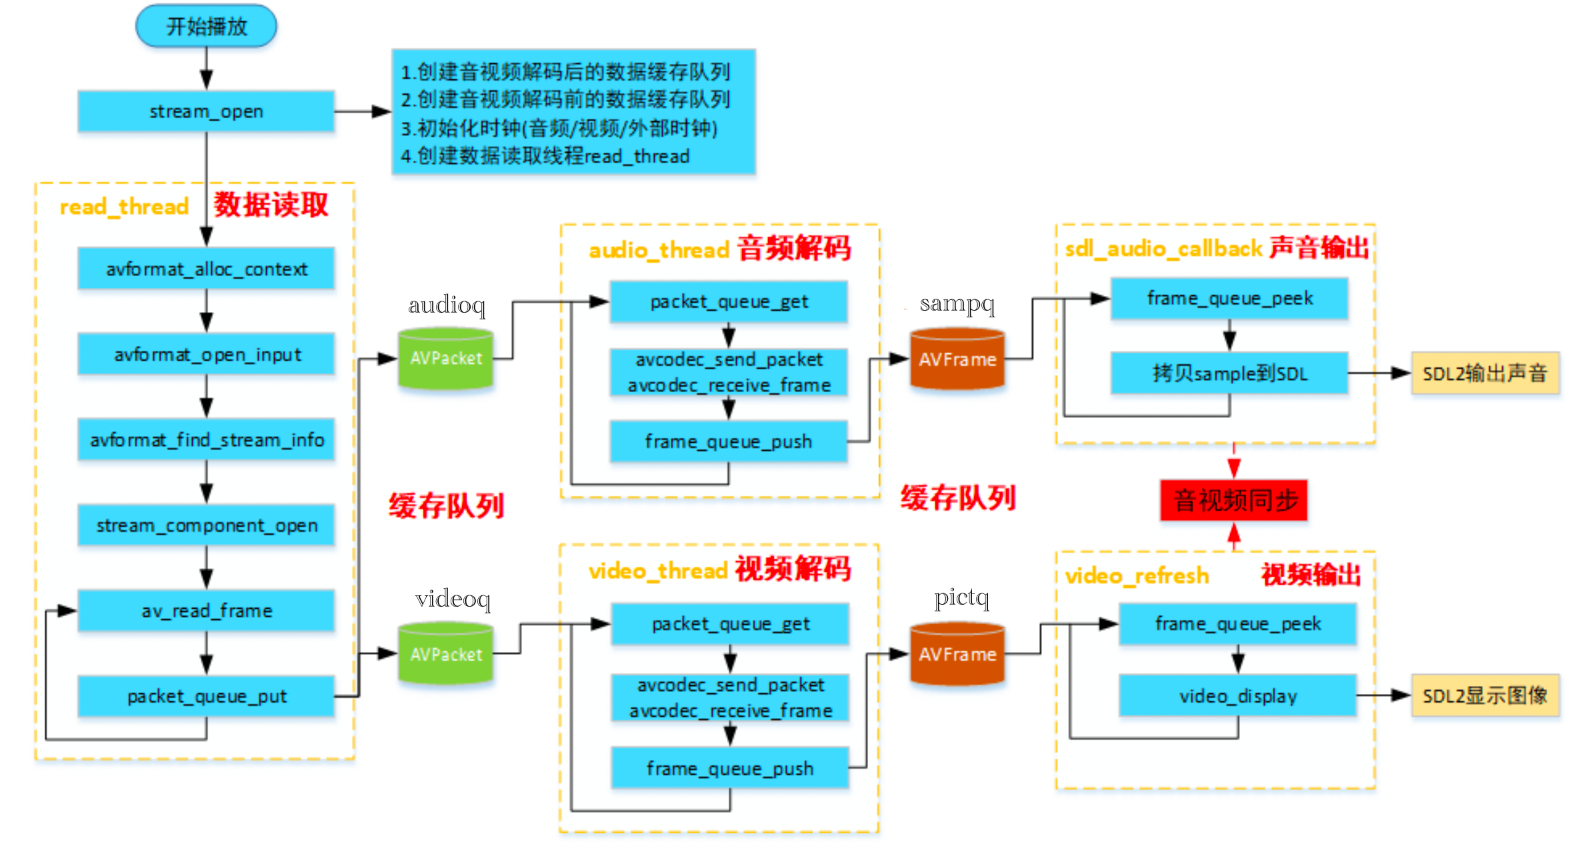 开始播放
stream_open
1.创建音视频解码后的数据缓存队列
2.创建音视频解码前的数据缓存队列
3.初始化时钟(音频/视频/外部时钟)
4.创建数据读取线程read_thread
read_thread 数据读取
avformat_alloc_context
avformat_open_input
avformat_find_stream_info
stream_component_open
av_read_frame
packet_queue_put
audioq
AVPacket
缓存队列
videoq
AVPacket
audio_thread 音频解码
packet_queue_get
avcodec_send_packet
avcodec_receive_frame
frame_queue_push
video_thread 视频解码
packet_queue_get
avcodec_send_packet
avcodec_receive_frame
frame_queue_push
sampq
AVFrame
缓存队列
pictq
AVFrame
sdl_audio_callback 声音输出
frame_queue_peek
拷贝sample到SDL
SDL2输出声音
音视频同步
video_refresh 视频输出
frame_queue_peek
video_display
SDL2显示图像